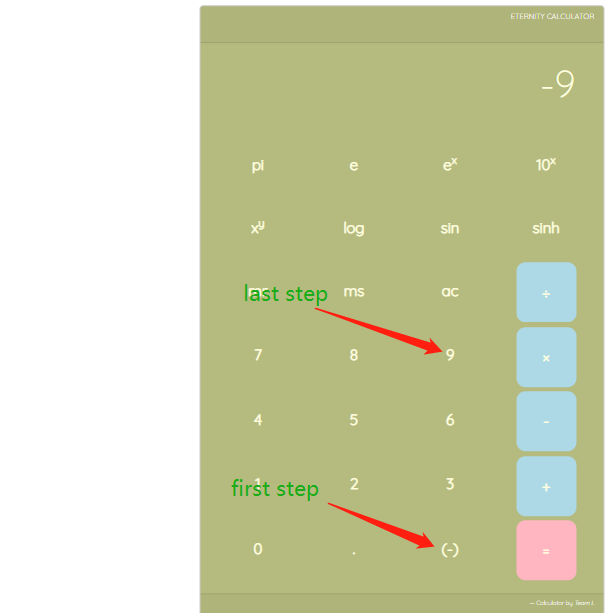 ETERNITY CALCULATOR
-9
pi e eˣ 10ˣ
xʸ log sin sinh
ms ac ÷
last step
7 8 9 ×
4 5 6 -
1 2 3 +
first step
0 . (-) =
— Calculator by Team I